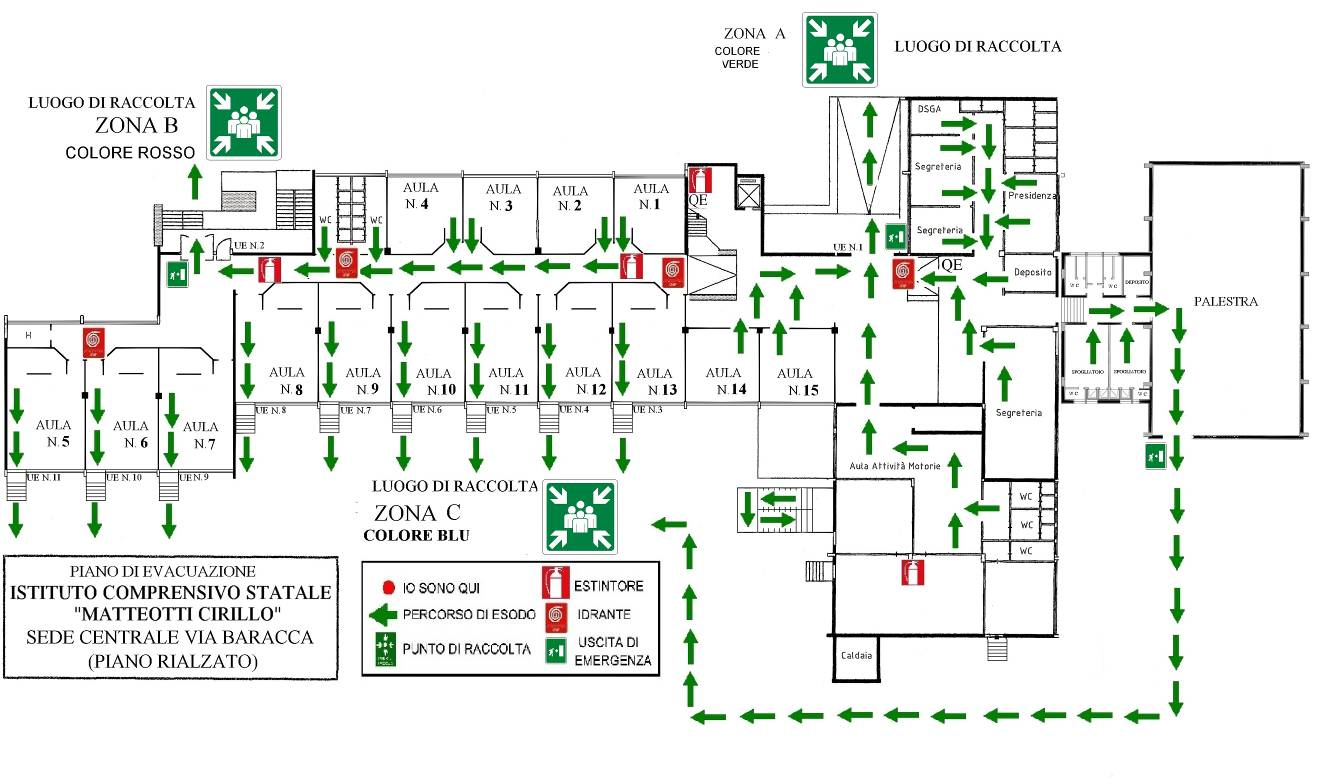 ZONA A
COLORE
VERDE
LUOGO DI RACCOLTA
LUOGO DI RACCOLTA
ZONA B
COLORE ROSSO
DSGA
Segreteria
Presidenza
Segreteria
QE
WC
WC
AULA
N. 4
AULA
N. 3
AULA
N. 2
AULA
N. 1
UE N.2
UE N.1
QE
Deposito
WC
WC
DEPOSITO
PALESTRA
H
AULA
N. 8
AULA
N. 9
AULA
N. 10
AULA
N. 11
AULA
N. 12
AULA
N. 13
AULA
N. 14
AULA
N. 15
SPOGLIATOIO
SPOGLIATOIO
WC
WC
Segreteria
UE N.8
UE N.7
UE N.6
UE N.5
UE N.4
UE N.3
AULA
N. 5
AULA
N. 6
AULA
N. 7
UE N.11
UE N.10
UE N.9
Aula Attività Motorie
WC
WC
WC
LUOGO DI RACCOLTA
ZONA C
COLORE BLU
PIANO DI EVACUAZIONE
ISTITUTO COMPRENSIVO STATALE
"MATTEOTTI CIRILLO"
SEDE CENTRALE VIA BARACCA
(PIANO RIALZATO)
IO SONO QUI
ESTINTORE
PERCORSO DI ESODO
IDRANTE
PUNTO DI RACCOLTA
USCITA DI
EMERGENZA
Caldaia